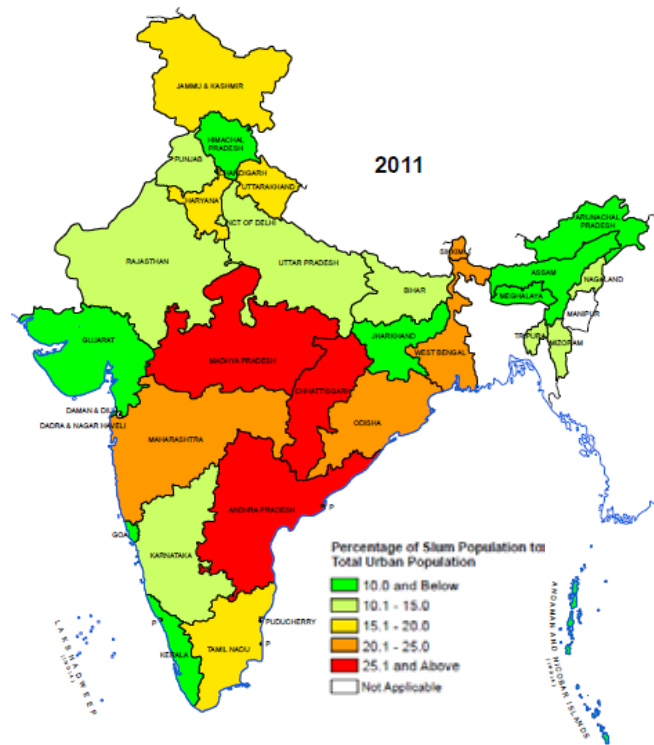 JAMMU & KASHMIR
HIMACHAL
PRADESH
PUNJAB
CHANDIGARH
UTTARAKHAND
HARYANA
2011
NCT OF DELHI
ARUNACHAL
PRADESH
RAJASTHAN
UTTAR PRADESH
SIKKIM
ASSAM
NAGALAND
BIHAR
MEGHALAYA
MANIPUR
GUJARAT
JHARKHAND
TRIPURA
MIZORAM
MADHYA PRADESH
WEST BENGAL
CHHATTISGARH
DAMAN & DIU
DADRA & NAGAR HAVELI
MAHARASHTRA
ODISHA
ANDHRA PRADESH
P
GOA
KARNATAKA
Percentage of Slum Population to
Total Urban Population
10.0 and Below
10.1 - 15.0
15.1 - 20.0
20.1 - 25.0
25.1 and Above
Not Applicable
P
PUDUCHERRY
P
KERALA
TAMIL NADU
LAKSHADWEEP
(INDIA)
ANDAMAN AND NICOBAR ISLANDS
(INDIA)